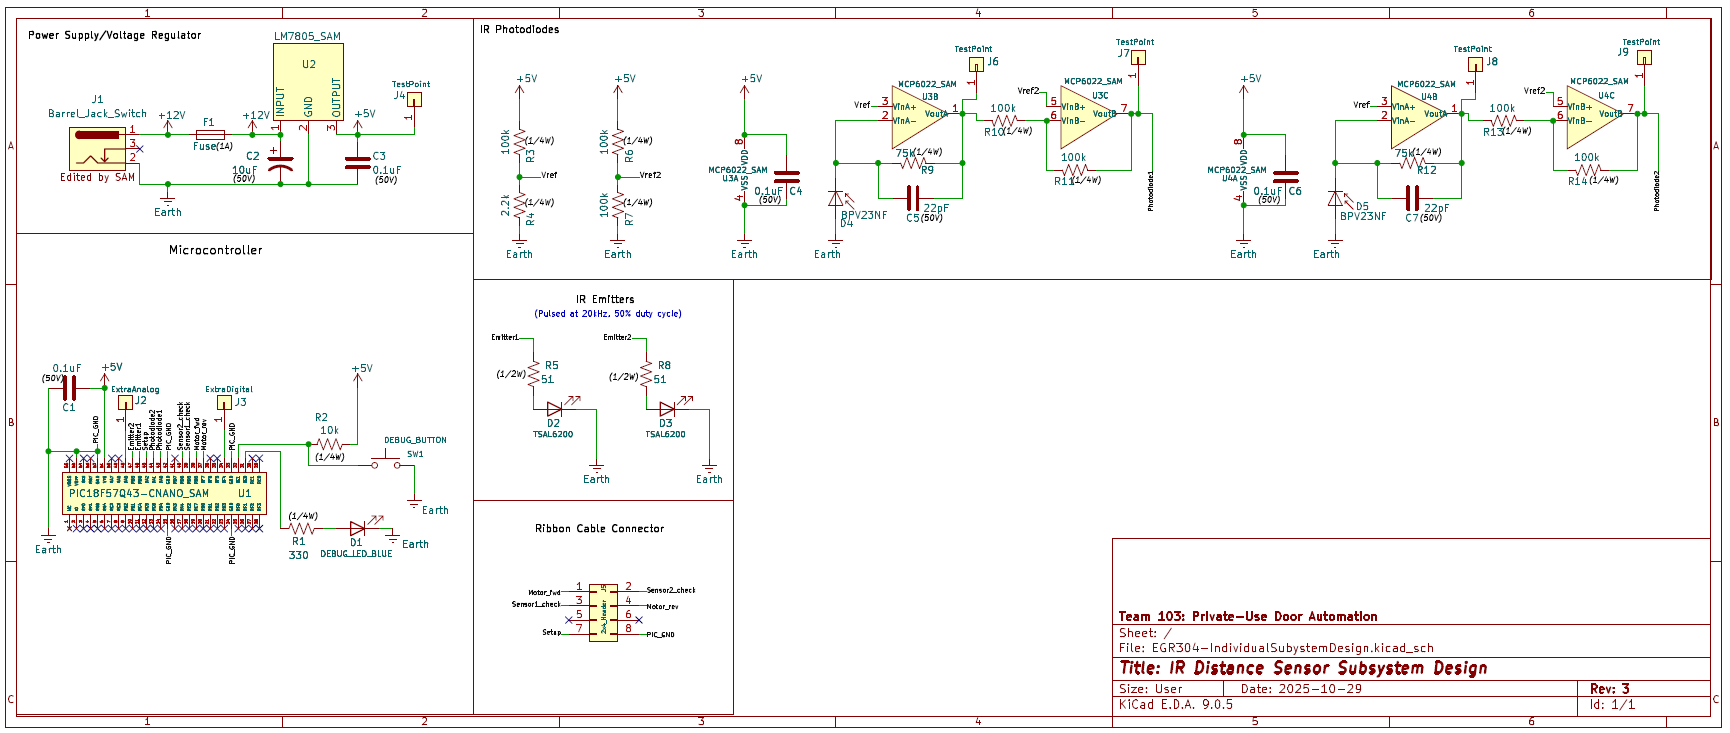 1
2
3
4
5
6
A
B
C
Power Supply/Voltage Regulator
LM7805_SAM
U2
INPUT
GND
OUTPUT
1
2
3
J1
Barrel_Jack_Switch
1
3
2
Edited by SAM
+12V
F1
Fuse(1A)
+12V
C2
10uF
(50V)
+5V
C3
0.1uF
(50V)
TestPoint
J4
1
Earth
IR Photodiodes
+5V
100k
R3
(1/4W)
Vref
2.2k
R4
(1/4W)
Earth
+5V
100k
R6
(1/4W)
Vref2
100k
R7
(1/4W)
Earth
+5V
8
VDD
MCP6022_SAM
U3A
VSS
4
0.1uF
C4
(50V)
Earth
Vref
3
2
MCP6022_SAM
U3B
VinA+
VinA-
VoutA
1
TestPoint
J6
1
75K
(1/4W)
R9
C5
22pF
(50V)
BPV23NF
D4
Earth
100k
R10
(1/4W)
Vref2
5
6
MCP6022_SAM
U3C
VinB+
VinB-
VoutB
7
TestPoint
J7
1
100k
R11
(1/4W)
Photodiode1
+5V
8
VDD
MCP6022_SAM
U4A
VSS
4
0.1uF
C6
(50V)
Earth
Vref
3
2
MCP6022_SAM
U4B
VinA+
VinA-
VoutA
1
TestPoint
J8
1
75K
(1/4W)
R12
C7
22pF
(50V)
D5
BPV23NF
Earth
100k
R13
(1/4W)
Vref2
5
6
MCP6022_SAM
U4C
VinB+
VinB-
VoutB
7
TestPoint
J9
1
100k
R14
(1/4W)
Photodiode2
Microcontroller
0.1uF
(50V)
C1
+5V
ExtraAnalog
J2
1
ExtraDigital
J3
1
PIC_GND
Emitter2
Emitter1
Setap
Photodiode2
Photodiode1
PIC_GND
Sensor2_check
Sensor1_check
Motor_fwd
Motor_rev
PIC_GND
+5V
R2
10k
(1/4W)
DEBUG_BUTTON
SW1
Earth
PIC18F57Q43-CNANO_SAM
U1
PIC_GND
PIC_GND
Earth
(1/4W)
R1
330
D1
DEBUG_LED_BLUE
Earth
IR Emitters
(Pulsed at 20kHz, 50% duty cycle)
Emitter1
R5
51
(1/2W)
D2
TSAL6200
Earth
Emitter2
R8
51
(1/2W)
D3
TSAL6200
Earth
Ribbon Cable Connector
Motor_fwd
1
2
Sensor2_check
Sensor1_check
3
4
Motor_rev
5
6
Setap
7
8
PIC_GND
J5
2x4_Header
Team 103: Private-Use Door Automation
Sheet: /
File: EGR304-IndividualSubystemDesign.kicad_sch
Title: IR Distance Sensor Subsystem Design
Size: User
Date: 2025-10-29
Rev: 3
KiCad E.D.A. 9.0.5
Id: 1/1
1
2
3
4
5
6
A
B
C